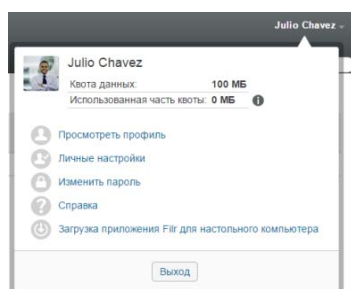 Julio Chavez
Julio Chavez
Квота данных: 100 МБ
Использованная часть квоты: 0 МБ
Просмотреть профиль
Личные настройки
Изменить пароль
Справка
Загрузка приложения Filr для настольного компьютера
Выход